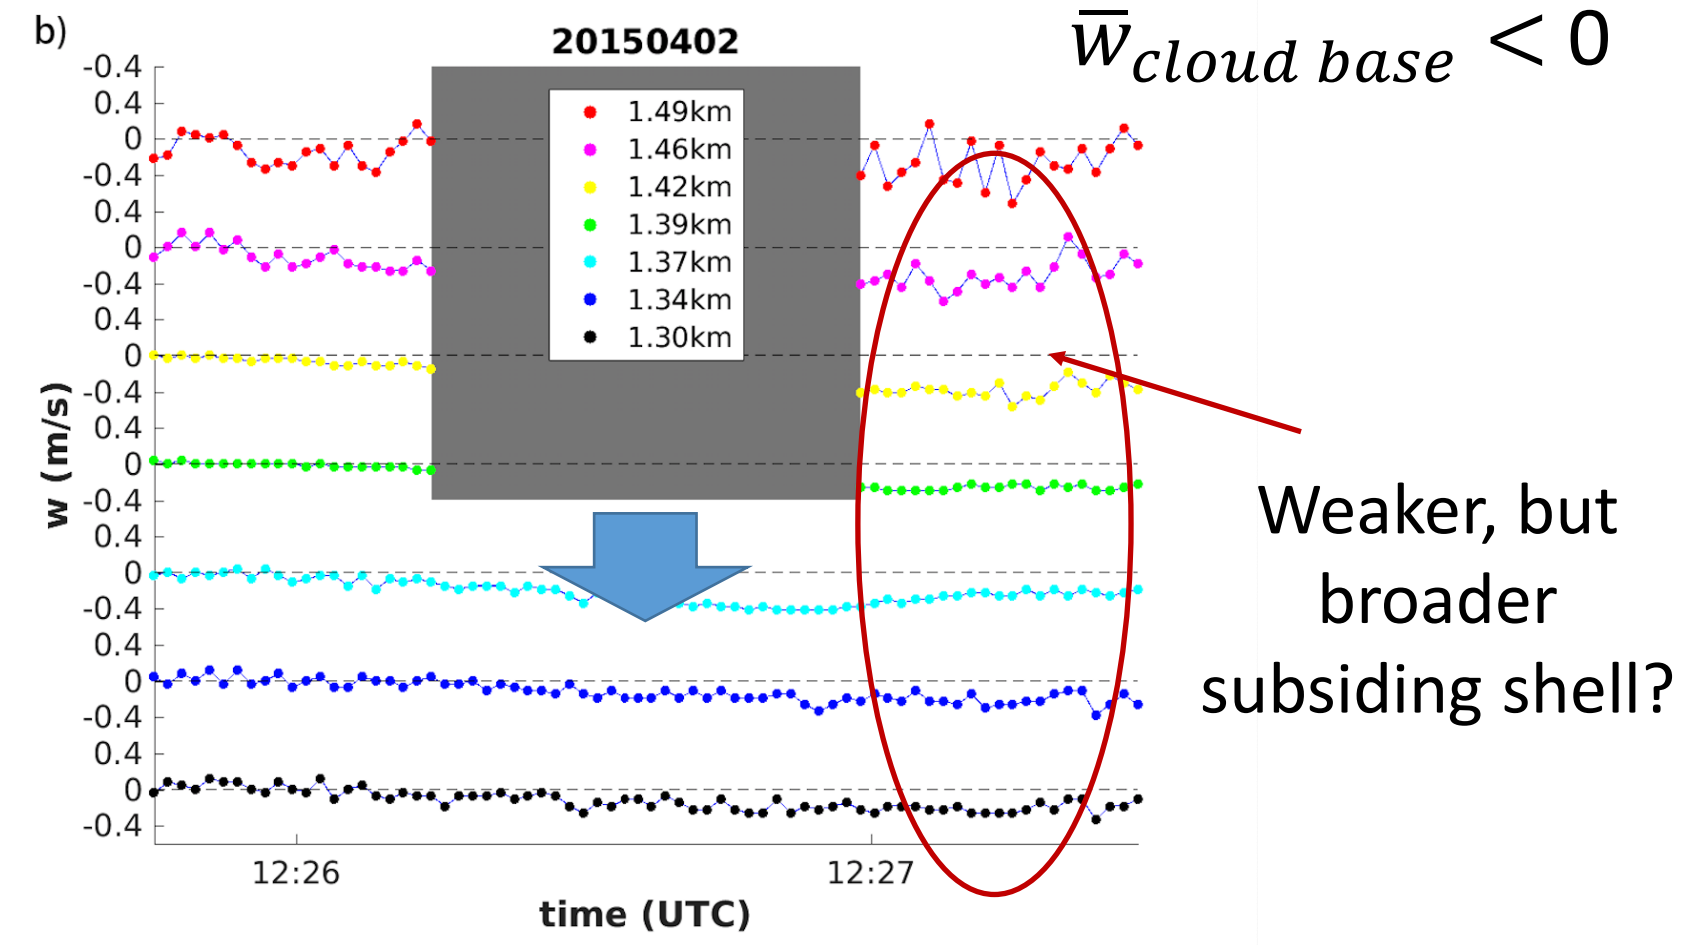 b)
20150402
w̅cloud base < 0
-0.4
0.4
0
-0.4
0.4
0
-0.4
0.4
0
-0.4
0.4
0
-0.4
0.4
0
-0.4
0.4
0
-0.4
0.4
0
-0.4
1.49km
1.46km
1.42km
1.39km
1.37km
1.34km
1.30km
w (m/s)
Weaker, but
broader
subsiding shell?
12:26
12:27
time (UTC)